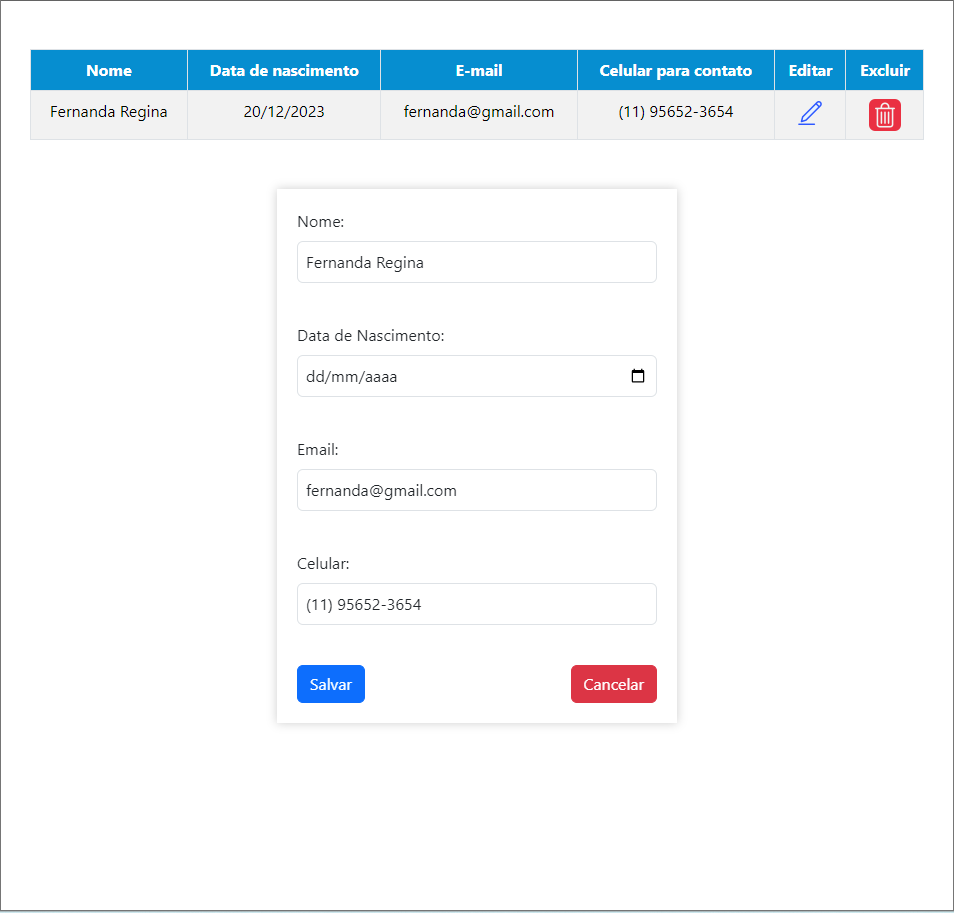 Nome Data de nascimento E-mail Celular para contato Editar Excluir
Fernanda Regina 20/12/2023 fernanda@gmail.com (11) 95652-3654
Nome:
Fernanda Regina
Data de Nascimento:
dd/mm/aaaa
Email:
fernanda@gmail.com
Celular:
(11) 95652-3654
Salvar Cancelar